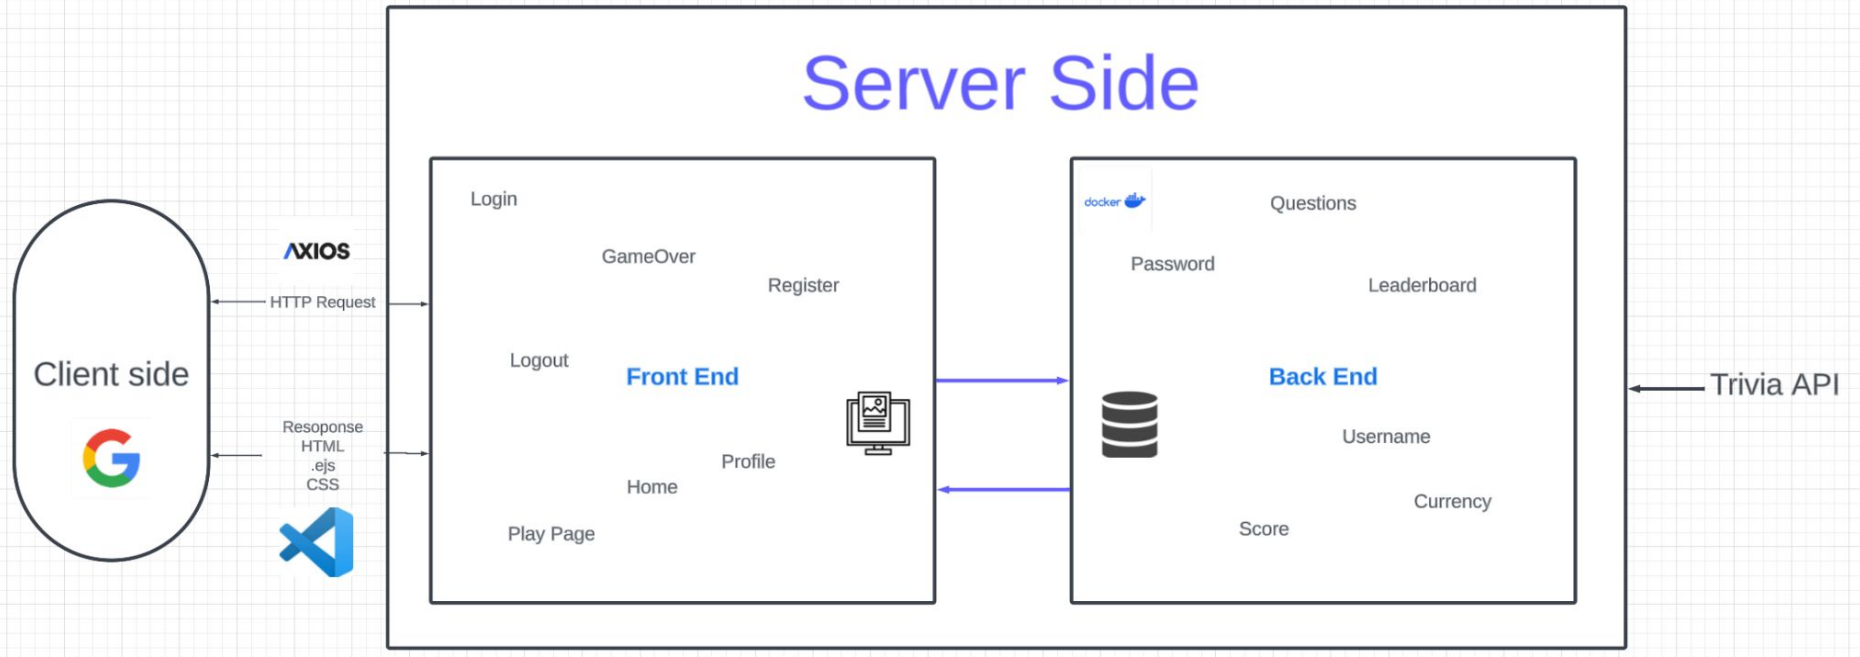 Server Side
Client side
AXIOS
HTTP Request
Resoponse
HTML
.ejs
CSS
Login
GameOver
Register
Logout
Front End
Profile
Home
Play Page
docker
Questions
Password
Leaderboard
Back End
Username
Currency
Score
Trivia API